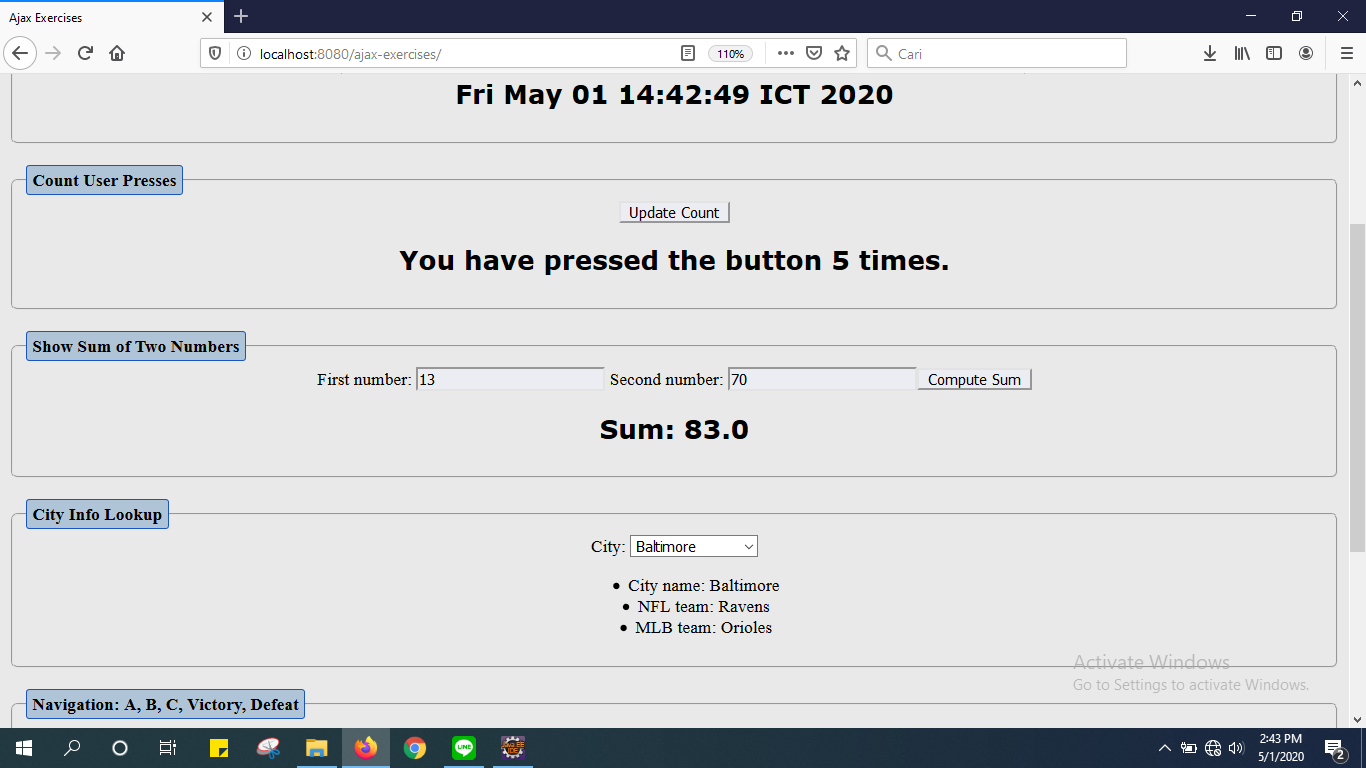 Ajax Exercises
localhost:8080/ajax-exercises/
110%
Cari
Fri May 01 14:42:49 ICT 2020
Count User Presses
Update Count
You have pressed the button 5 times.
Show Sum of Two Numbers
First number: 13 Second number: 70 Compute Sum
Sum: 83.0
City Info Lookup
City: Baltimore
• City name: Baltimore
• NFL team: Ravens
• MLB team: Orioles
Activate Windows
Go to Settings to activate Windows.
Navigation: A, B, C, Victory, Defeat
LINE
Java EE
IDE
2:43 PM
5/1/2020
2